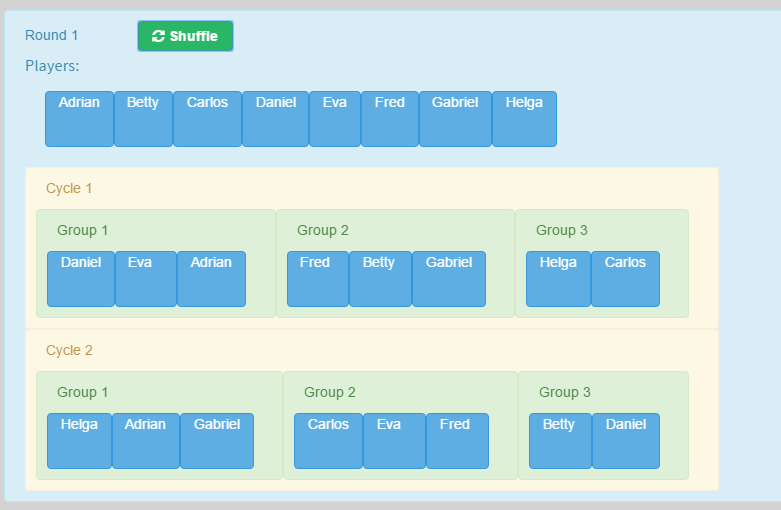 Round 1 Shuffle
Players:
Adrian Betty Carlos Daniel Eva Fred Gabriel Helga
Cycle 1
Group 1 Group 2 Group 3
Daniel Eva Adrian Fred Betty Gabriel Helga Carlos
Cycle 2
Group 1 Group 2 Group 3
Helga Adrian Gabriel Carlos Eva Fred Betty Daniel